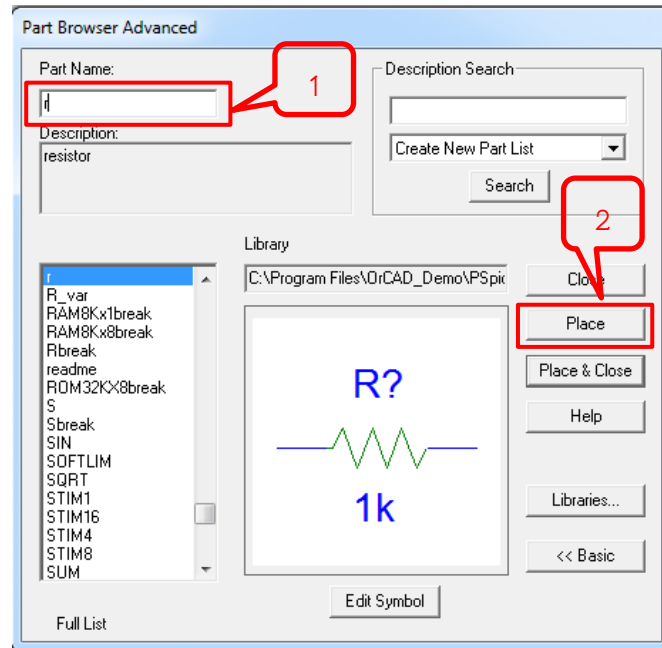 Part Browser Advanced
Part Name:
r
1
Description:
resistor
Description Search
Create New Part List
Search
2
Library
C:\Program Files\OrCAD_Demo\PSpic
r
R_var
RAM8Kx1break
RAM8Kx8break
Rbreak
readme
ROM32KX8break
S
Sbreak
SIN
SOFTLIM
SQRT
STIM1
STIM16
STIM4
STIM8
SUM
Full List
R?
1k
Edit Symbol
Close
Place
Place & Close
Help
Libraries...
<< Basic